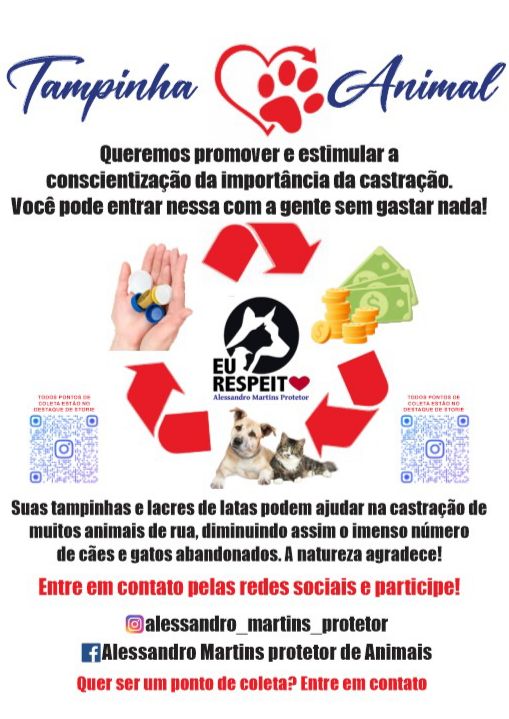 Tampinha Animal
Queremos promover e estimular a
conscientização da importância da castração.
Você pode entrar nessa com a gente sem gastar nada!
EU
RESPEITO
Alessandro Martins Protetor
TODOS PONTOS DE
COLETA ESTÃO NO
DESTAQUE DE STORIE
TODOS PONTOS DE
COLETA ESTÃO NO
DESTAQUE DE STORIE
Suas tampinhas e lacres de latas podem ajudar na castração de
muitos animais de rua, diminuindo assim o imenso número
de cães e gatos abandonados. A natureza agradece!
Entre em contato pelas redes sociais e participe!
alessandro_martins_protetor
Alessandro Martins protetor de Animais
Quer ser um ponto de coleta? Entre em contato